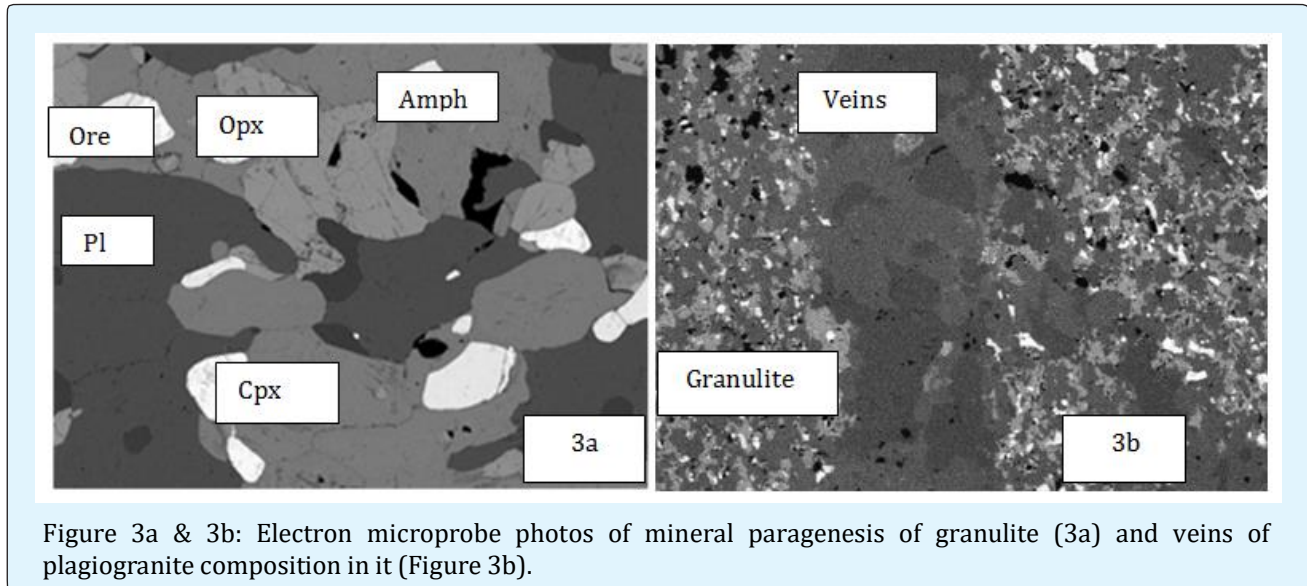 Ore
Opx
Amph
Pl
Cpx
3a
Veins
Granulite
3b
Figure 3a & 3b: Electron microprobe photos of mineral paragenesis of granulite (3a) and veins of
plagiogranite composition in it (Figure 3b).